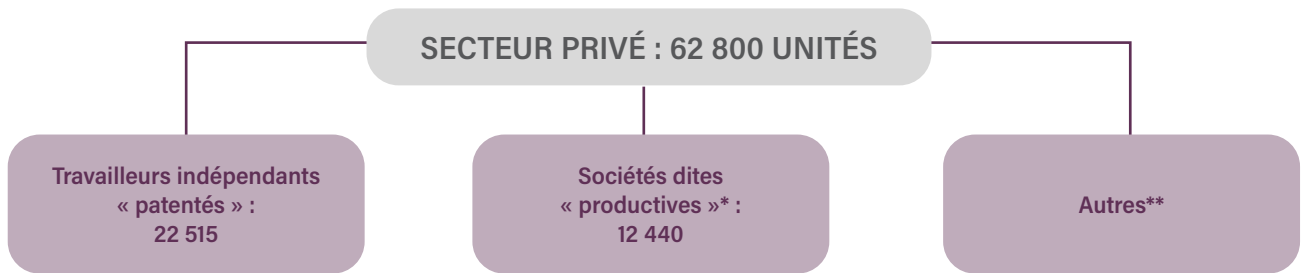 SECTEUR PRIVÉ : 62 800 UNITÉS
Travailleurs indépendants
« patentés » :
22 515
Sociétés dites
« productives »* :
12 440
Autres**